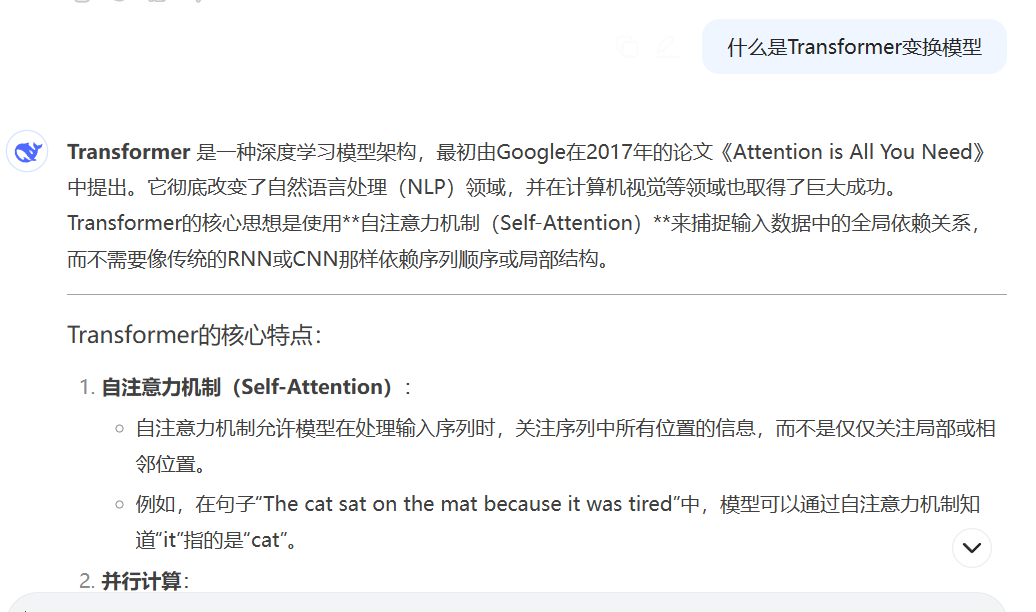 什么是Transformer变换模型
Transformer 是一种深度学习模型架构，最初由Google在2017年的论文《Attention is All You Need》
中提出。它彻底改变了自然语言处理（NLP）领域，并在计算机视觉等领域也取得了巨大成功。
Transformer的核心思想是使用**自注意力机制（Self-Attention）**来捕捉输入数据中的全局依赖关系，
而不需要像传统的RNN或CNN那样依赖序列顺序或局部结构。
Transformer的核心特点：
1. 自注意力机制（Self-Attention）：
○ 自注意力机制允许模型在处理输入序列时，关注序列中所有位置的信息，而不是仅仅关注局部或相
邻位置。
○ 例如，在句子“The cat sat on the mat because it was tired”中，模型可以通过自注意力机制知
道“it”指的是“cat”。
2. 并行计算：